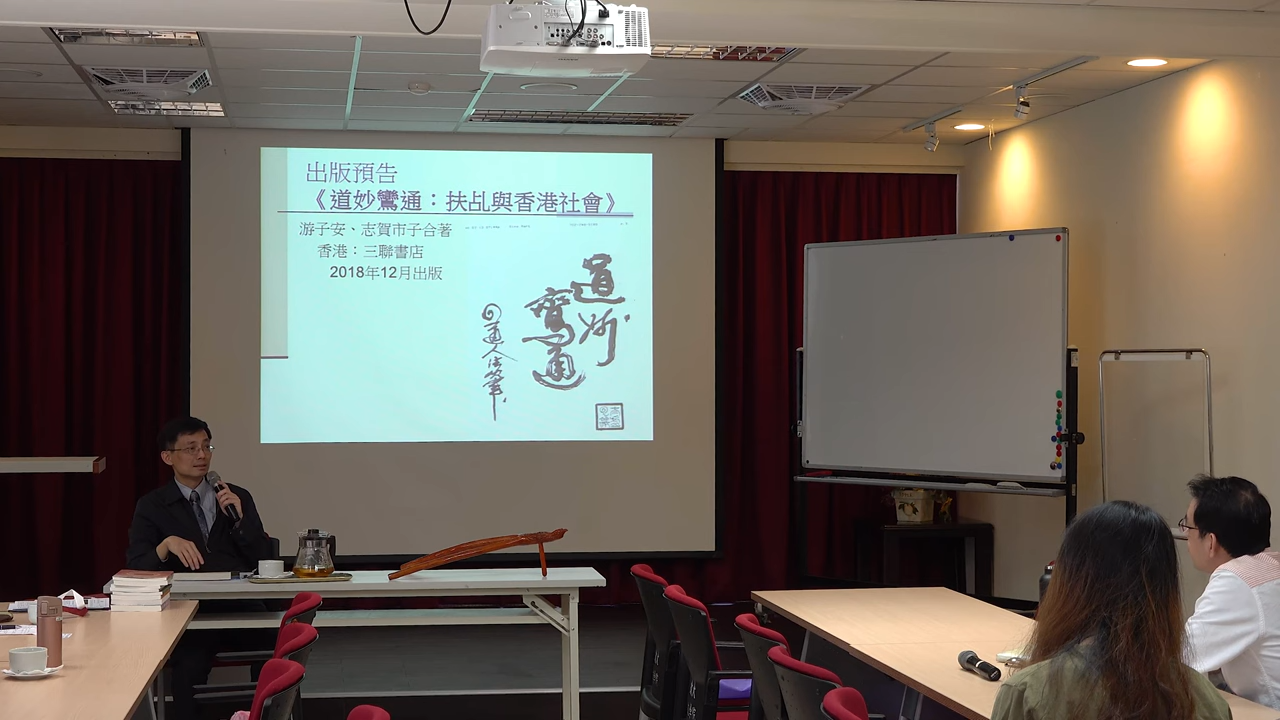 出版預告
《道妙鸞通：扶乩與香港社會》
游子安、志賀市子合著
香港：三聯書店
2018年12月出版
道妙
鸞通